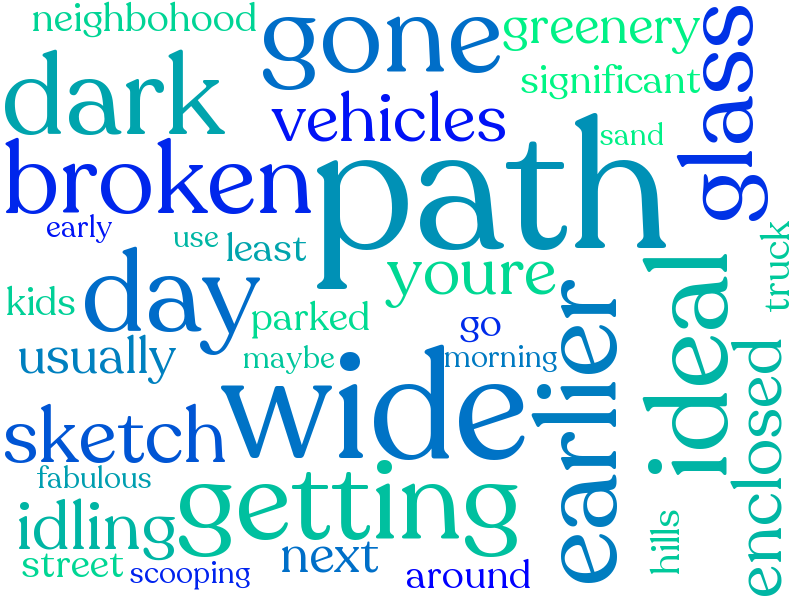 neighbohood
gone
greenery
glass
dark
significant
vehicles
path
sand
broken
early
use
least
truck
day
youre
earlier
ideal
kids
parked
go
usually
maybe
morning
wide
enclosed
sketch
fabulous
getting
idling
hills
street
scooping
next
around